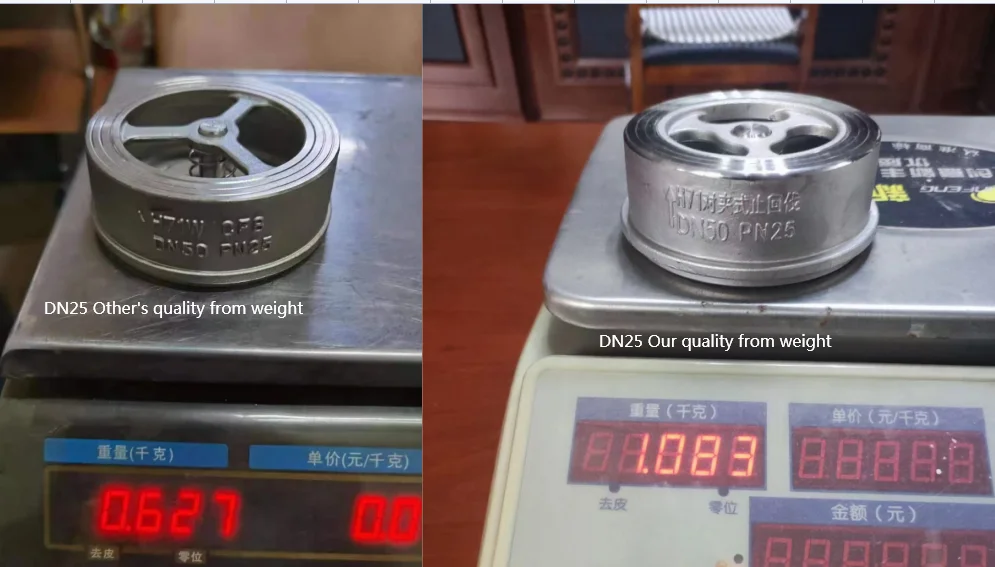 H71W CF8
DN50 PN25
DN25 Other's quality from weight
重量(千克)
单价(元/千克)
0.627
0.0
去皮
零位
H71对夹式止回阀
DN50 PN25
DN25 Our quality from weight
重量（千克）
单价（元/千克）
1.083
去皮
零位
金额（元）